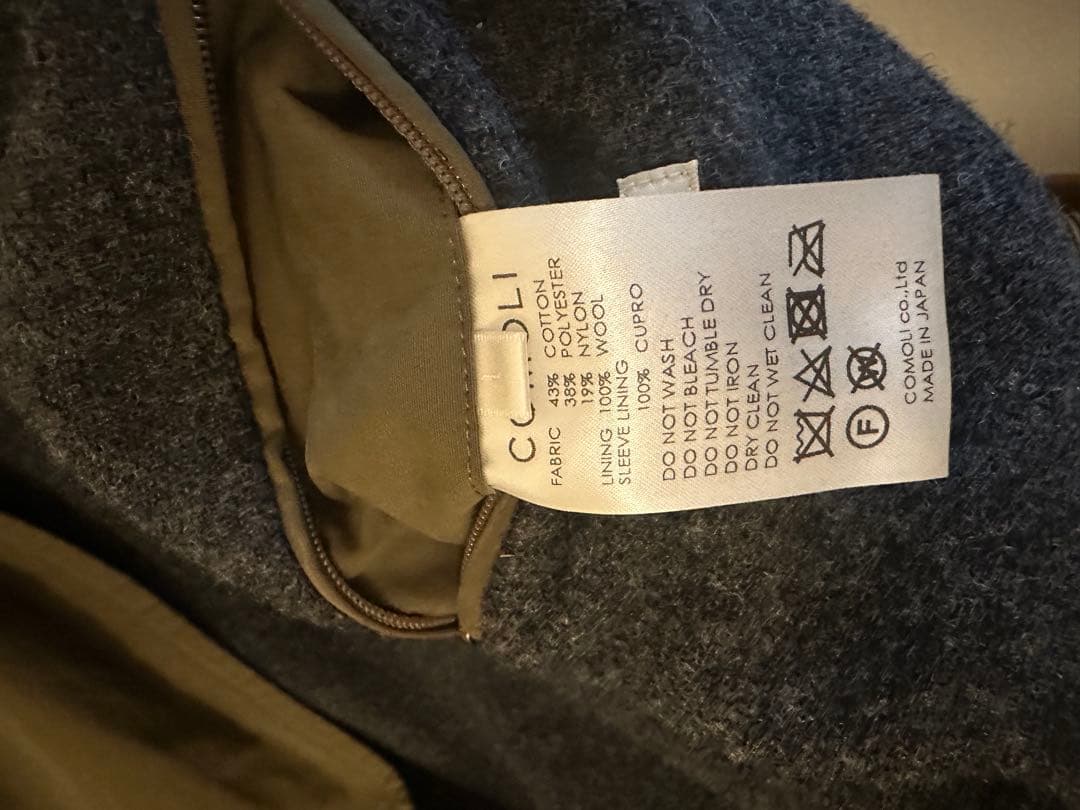 FABRIC 43% COTTON
38% POLYESTER
19% NYLON
LINING 100% WOOL
SLEEVE LINING
100% CUPRO
DO NOT WASH
DO NOT BLEACH
DO NOT TUMBLE DRY
DO NOT IRON
DRY CLEAN
DO NOT WET CLEAN
F W
COMOLI co.,Ltd
MADE IN JAPAN